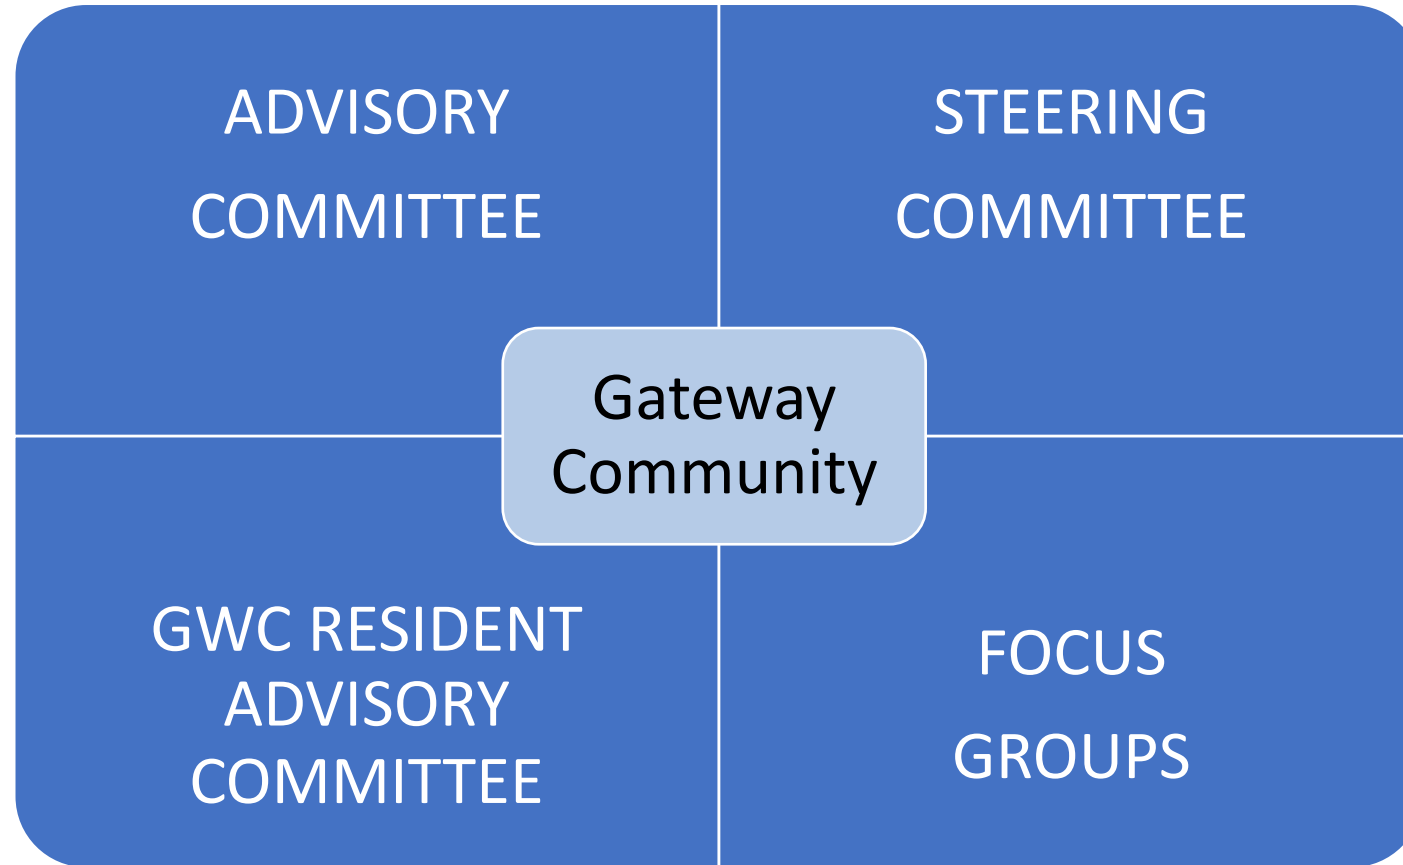 ADVISORY
COMMITTEE
STEERING
COMMITTEE
Gateway
Community
GWC RESIDENT
ADVISORY
COMMITTEE
FOCUS
GROUPS